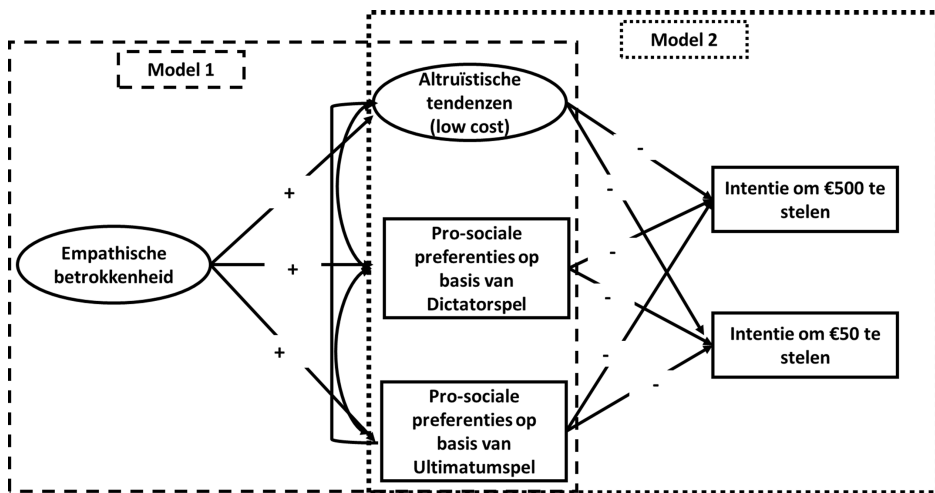 Model 1
Model 2
Altruïstische
tendenzen
(low cost)
Empathische
betrokkenheid
Pro-sociale
preferenties op
basis van
Dictatorspel
Pro-sociale
preferenties op
basis van
Ultimatumspel
Intentie om €500 te
stelen
Intentie om €50 te
stelen
+
+
+
-
-
-
-
-
-